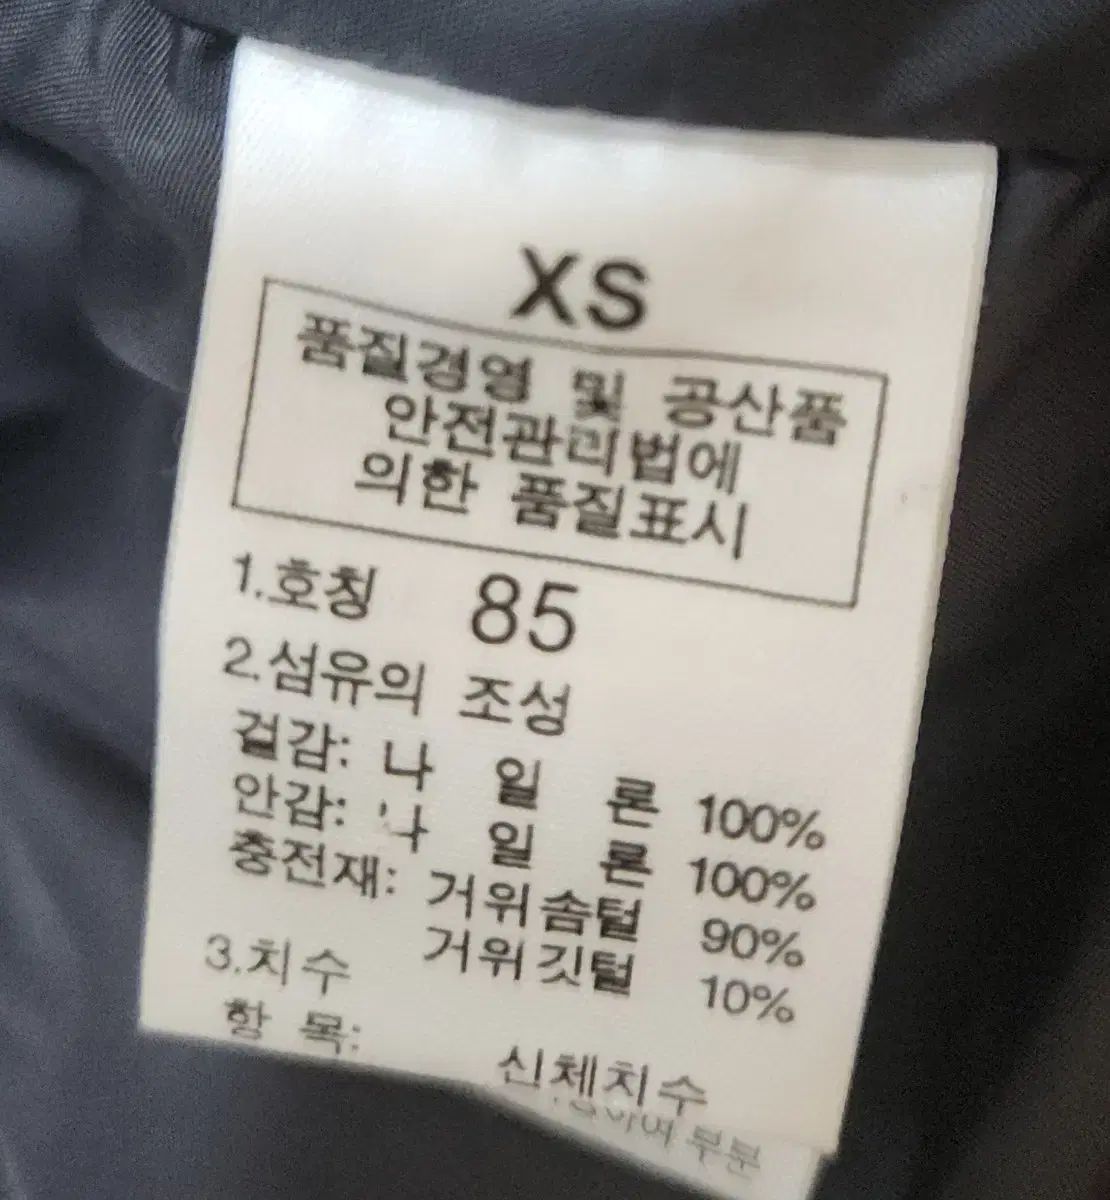 XS
품질경영 및 공산품
안전관리법에
의한 품질표시
1.호칭 85
2.섬유의 조성
겉감: 나 일 론 100%
안감: 나 일 론 100%
충전재: 거위솜털 90%
거위깃털 10%
3.치수
항 목: 신체치수
부분